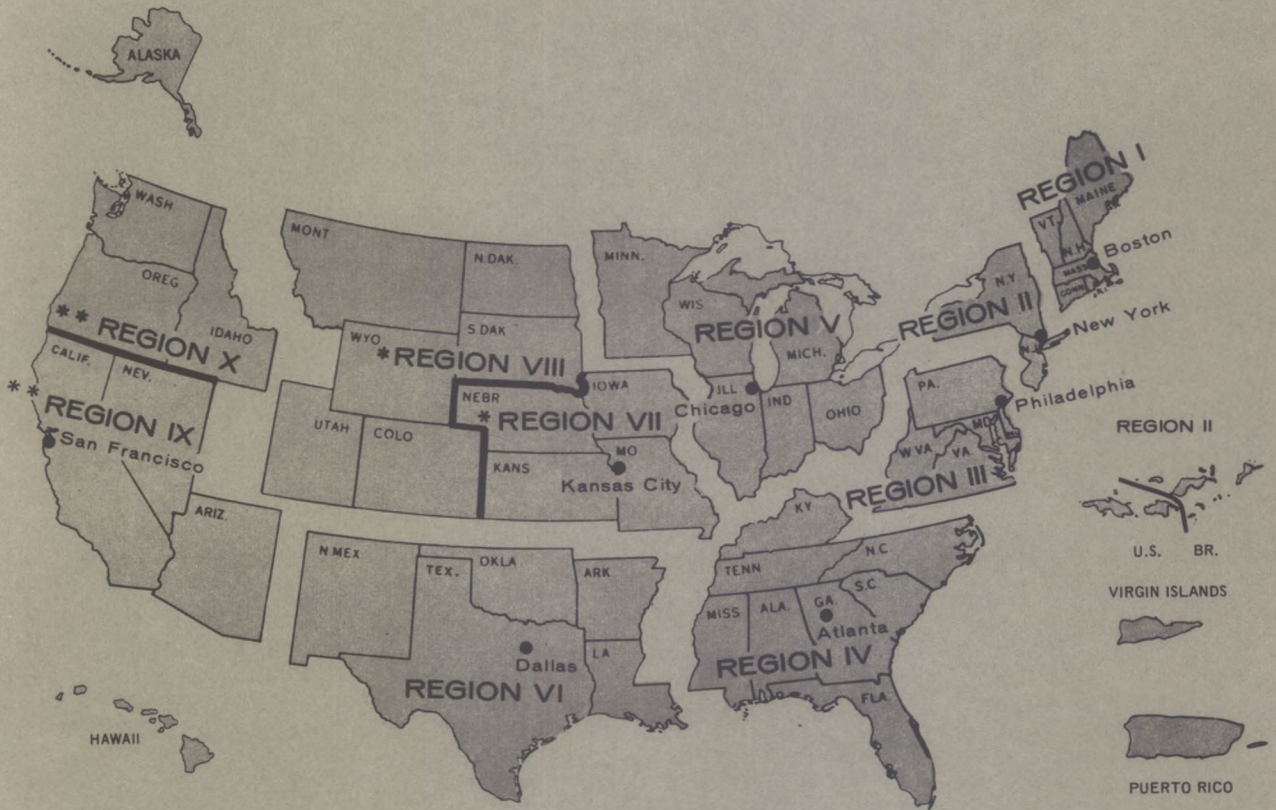 ALASKA
WASH
OREG
** REGION X
IDAHO
MONT
N.DAK.
S.DAK
WYO
*REGION VIII
MINN.
WIS
REGION V
MICH.
REGION I
MAINE
VT.
N.H.
MASS
CONN
Boston
N.Y.
REGION II
New York
CALIF.
NEV.
**
REGION IX
San Francisco
UTAH
COLO
NEBR
*REGION VII
IOWA
KANS
MO
Kansas City
ILL
Chicago
IND
OHIO
PA.
Philadelphia
MD
W VA.
VA.
REGION III
REGION II
U.S. BR.
VIRGIN ISLANDS
PUERTO RICO
ARIZ.
N.MEX
TEX.
OKLA
ARK
LA
Dallas
REGION VI
KY
TENN
N.C
S.C
MISS
ALA.
GA.
Atlanta
REGION IV
FLA.
HAWAII